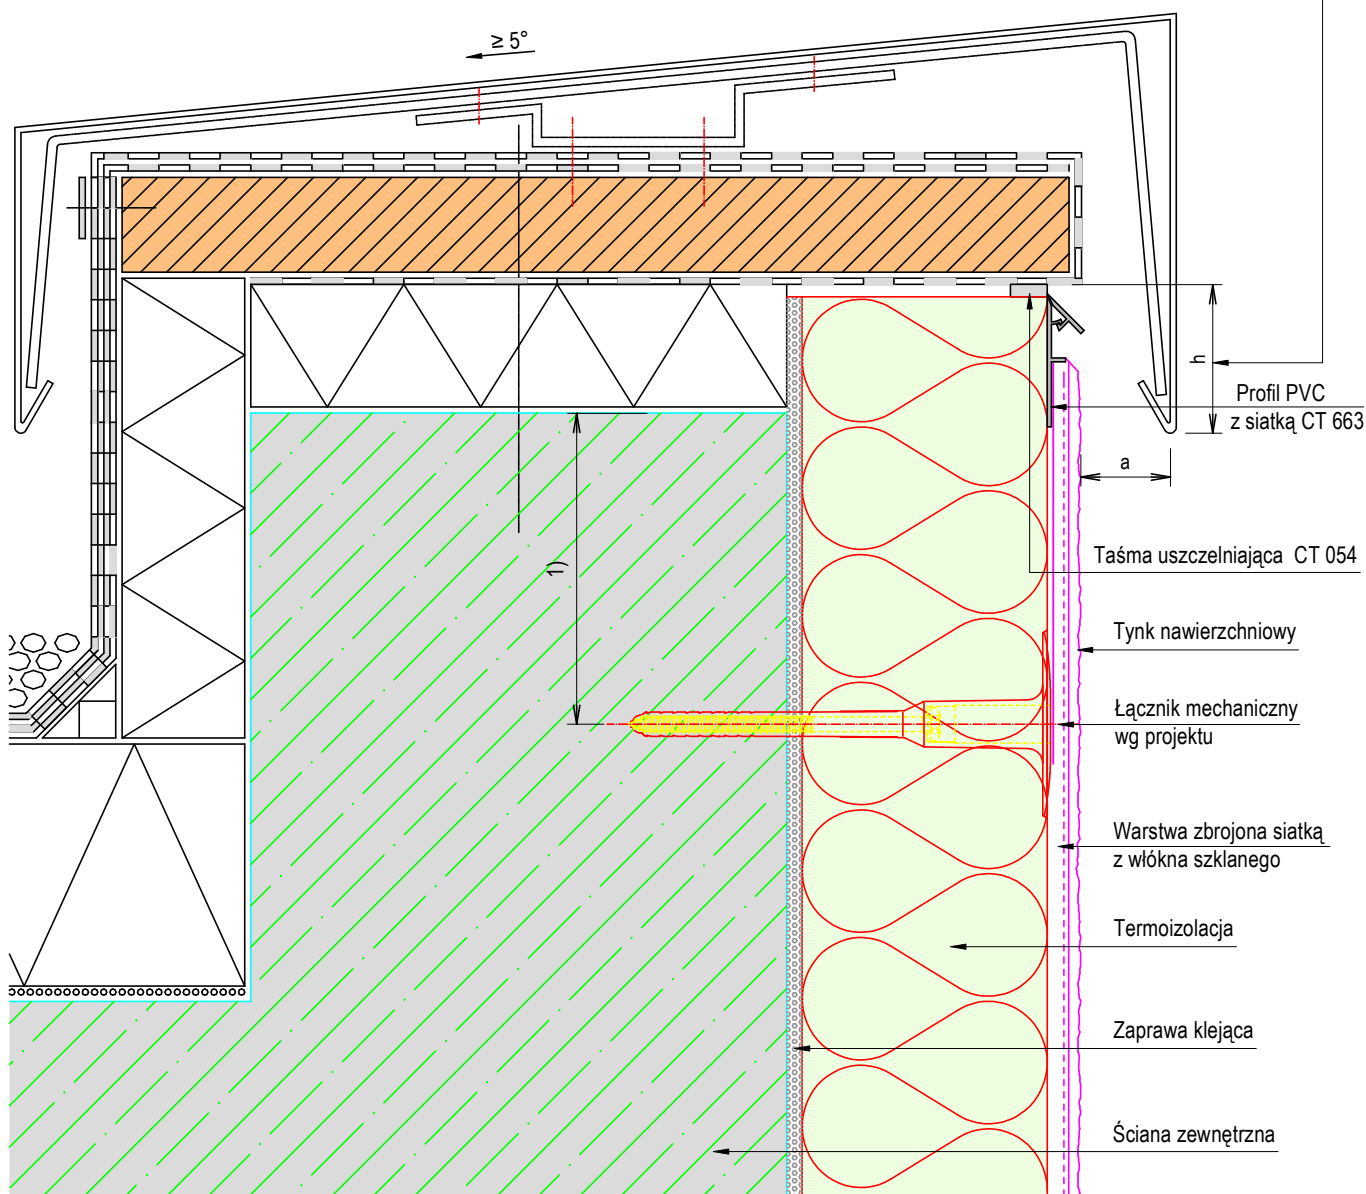 ≥ 5°
h
Profil PVC
z siatką CT 663
a
Taśma uszczelniająca CT 054
1)
Tynk nawierzchniowy
Łącznik mechaniczny
wg projektu
Warstwa zbrojona siatką
z włókna szklanego
Termoizolacja
Zaprawa klejąca
Ściana zewnętrzna